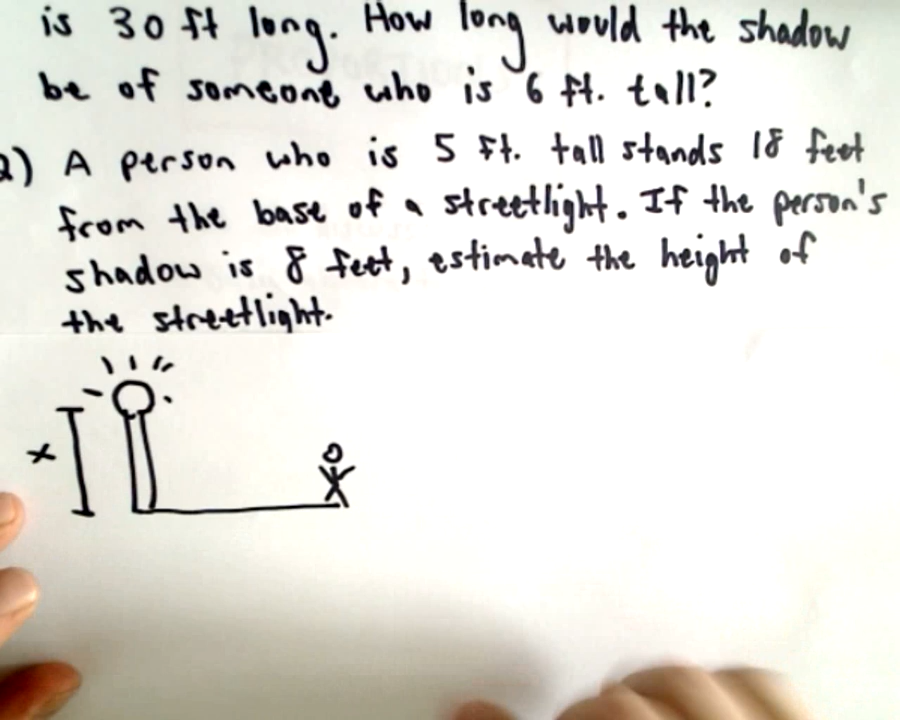 is 30 ft long. How long would the shadow
be of someone who is 6 ft. tall?
2) A person who is 5 ft. tall stands 18 feet
from the base of a streetlight. If the person's
shadow is 8 feet, estimate the height of
the streetlight.
x